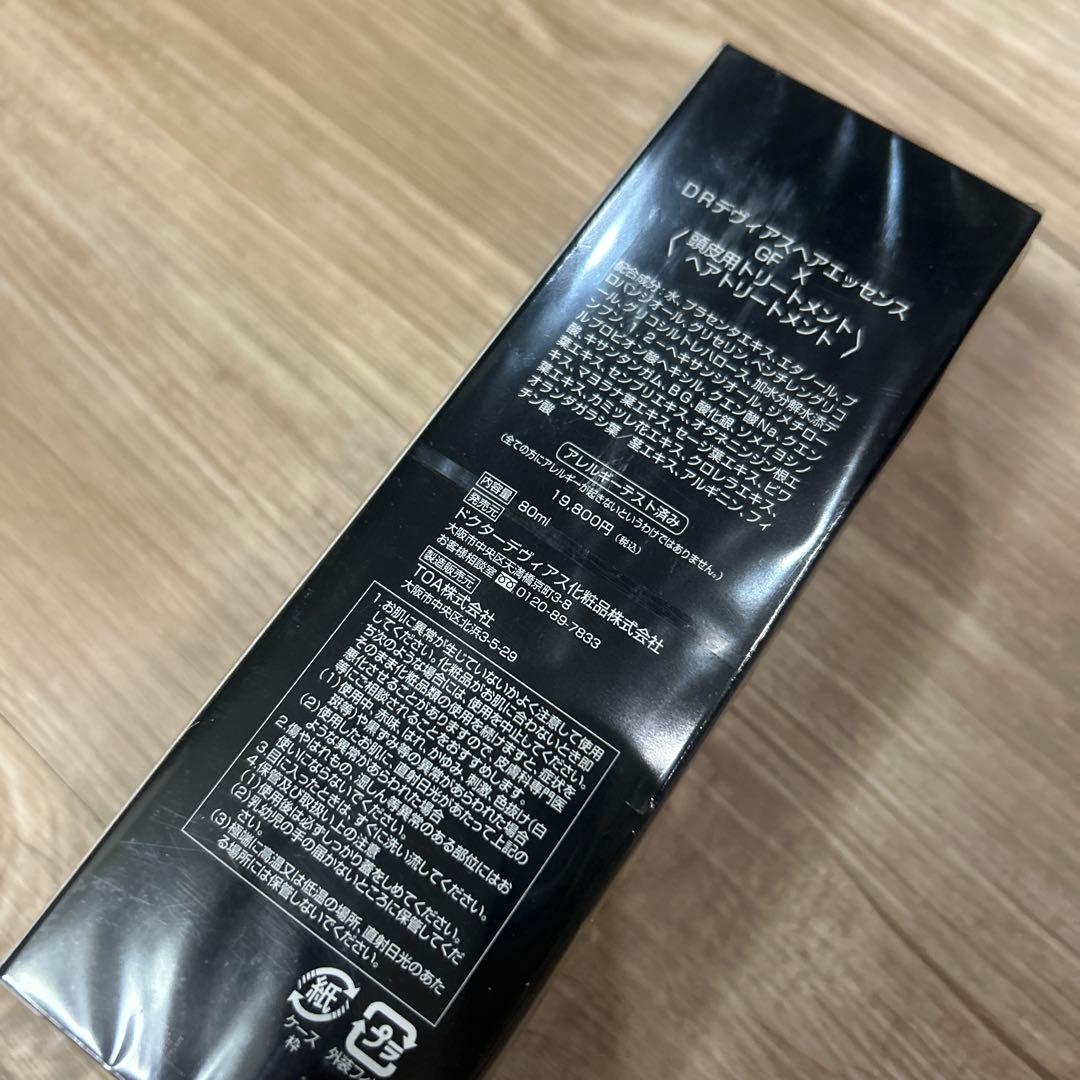 DRデヴィアスヘアエッセンス
GF X
〈頭皮用トリートメント
ヘアトリートメント〉
配合成分:水、プラセンタエキス、エタノール、プ
ロパンジオール、グリセリン、ペンチレングリコ
ール、グリコシルトレハロース、加水分解水添デ
ンプン、1,2-ヘキサンジオール、ジメチロー
ルプロピオン酸ヘキシル、クエン酸Na、クエン
酸、キサンタンガム、BG、酸化銀、ソメイヨシノ
葉エキス、センブリエキス、オタネニンジン根エ
キス、マヨラナ葉エキス、セージ葉エキス、ビワ
葉エキス、カミツレ花エキス、クロレラエキス、
オランダガラシ葉/茎エキス、アルギニン、フィ
チン酸
アレルギーテスト済み
(全ての方にアレルギーが起きないというわけではありません。)
内容量 80ml 19,800円(税込)
発売元
ドクターデヴィアス化粧品株式会社
大阪市中央区天満橋京町3-8
お客様相談室 0120-89-7833
製造販売元
TOA株式会社
大阪市中央区北浜3-5-29
1.お肌に異常が生じていないかよく注意して使用
してください。化粧品がお肌に合わないとき即
ち次のような場合には、使用を中止してください。
そのまま化粧品類の使用を続けますと、症状を
悪化させることがありますので、皮膚科専門医
等にご相談されることをおすすめします。
(1)使用中、赤み、はれ、かゆみ、刺激、色抜け(白
斑等)や黒ずみ等の異常があらわれた場合
(2)使用したお肌に、直射日光があたって上記の
ような異常があらわれた場合
2.傷やはれもの、湿しん等異常のある部位にはお
使いにならないでください。
3.目に入ったときは、すぐに洗い流してください。
4.保管及び取扱い上の注意
(1)使用後は必ずしっかり蓋をしめてください。
(2)乳幼児の手の届かないところに保管してくだ
さい。
(3)極端に高温又は低温の場所、直射日光のあた
る場所には保管しないでください。
紙
ケース
枠
プラ